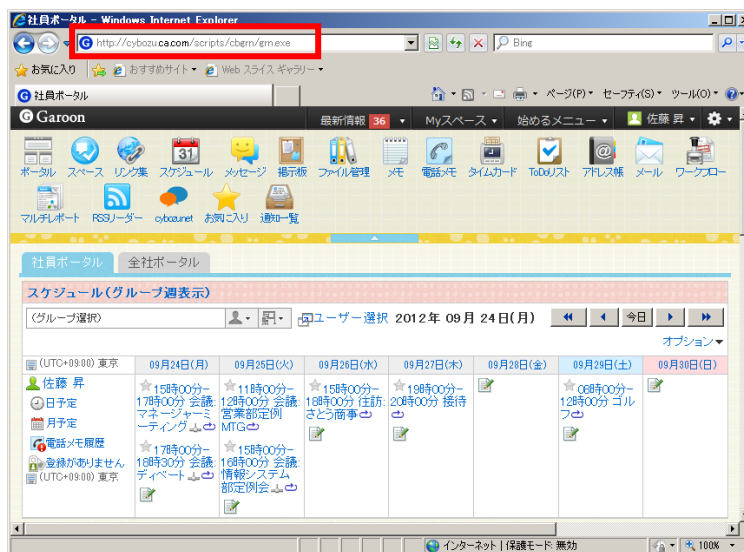 社員ポータル - Windows Internet Explorer
http://cybozu.ca.com/scripts/cbgrn/grn.exe
Bing
お気に入り おすすめサイト Web スライス ギャラリー
社員ポータル ページ(P) セーフティ(S) ツール(O)
Garoon 最新情報 36 Myスペース 始めるメニュー 佐藤 昇
ポータル スペース リンク集 スケジュール メッセージ 掲示板 ファイル管理 メモ 電話メモ タイムカード ToDoリスト アドレス帳 メール ワークフロー
マルチレポート RSSリーダー cybozu.net お気に入り 通知一覧
社員ポータル 全社ポータル
スケジュール(グループ週表示)
(グループ選択) ユーザー選択 2012年 09月 24日(月) 今日
オプション
(UTC+09:00) 東京 09月24日(月) 09月25日(火) 09月26日(水) 09月27日(木) 09月28日(金) 09月29日(土) 09月30日(日)
佐藤 昇
日予定
月予定
電話メモ履歴
登録がありません
(UTC+09:00) 東京
15時00分-
17時00分 会議:
マネージャーミ
ーティング
17時00分-
18時30分 会議:
ディベート
11時00分-
12時00分 会議:
営業部定例
MTG
15時00分-
16時00分 会議:
情報システム
部定例会
15時00分-
18時00分 往訪:
さとう商事
19時00分-
20時00分 接待
08時00分-
12時00分 ゴル
フ
インターネット | 保護モード: 無効 100%